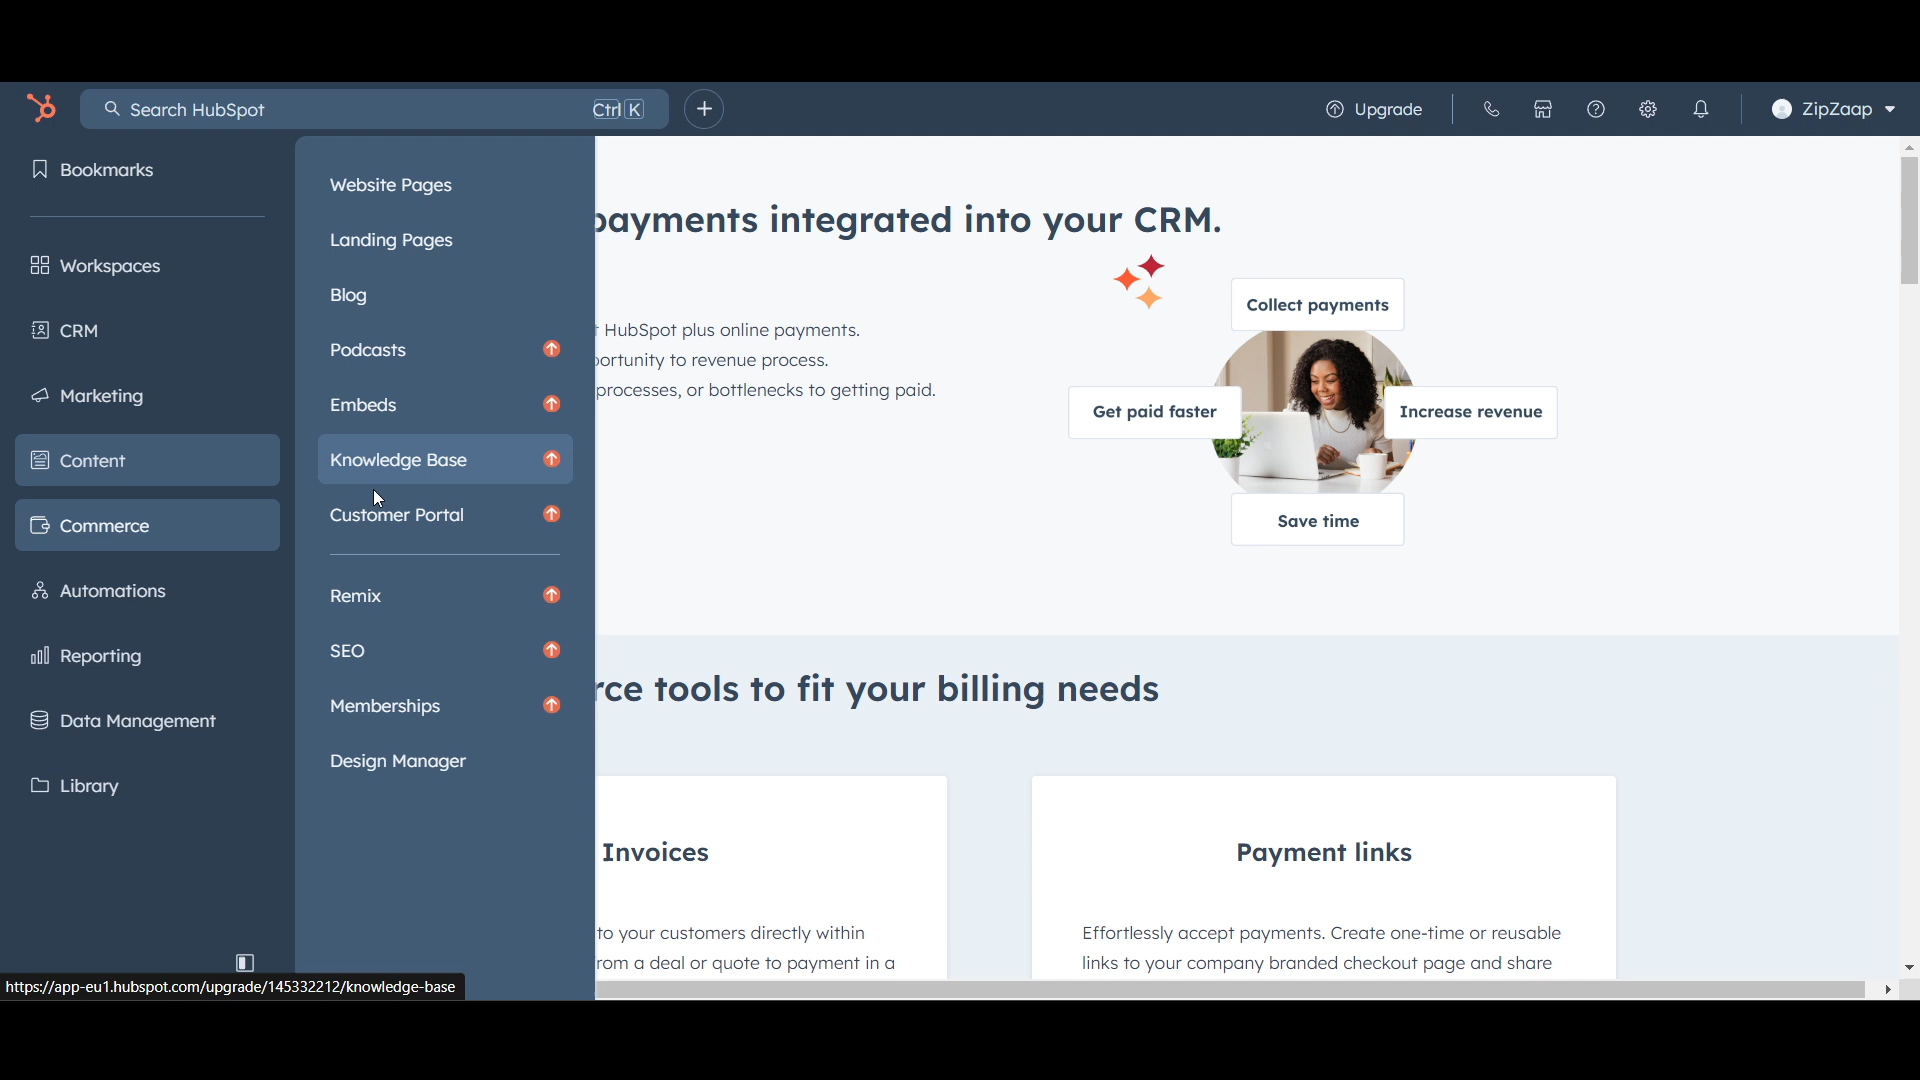 Search HubSpot
Ctrl K
Upgrade
ZipZaap
Bookmarks
Workspaces
CRM
Marketing
Content
Commerce
Automations
Reporting
Data Management
Library
Website Pages
Landing Pages
Blog
Podcasts
Embeds
Knowledge Base
Customer Portal
Remix
SEO
Memberships
Design Manager
payments integrated into your CRM.
HubSpot plus online payments.
to revenue process.
processes, or bottlenecks to getting paid.
Collect payments
Get paid faster
Increase revenue
Save time
tools to fit your billing needs
Invoices
to your customers directly within
a deal or quote to payment in a
Payment links
Effortlessly accept payments. Create one-time or reusable
links to your company branded checkout page and share
https://app-eu1.hubspot.com/upgrade/145332212/knowledge-base